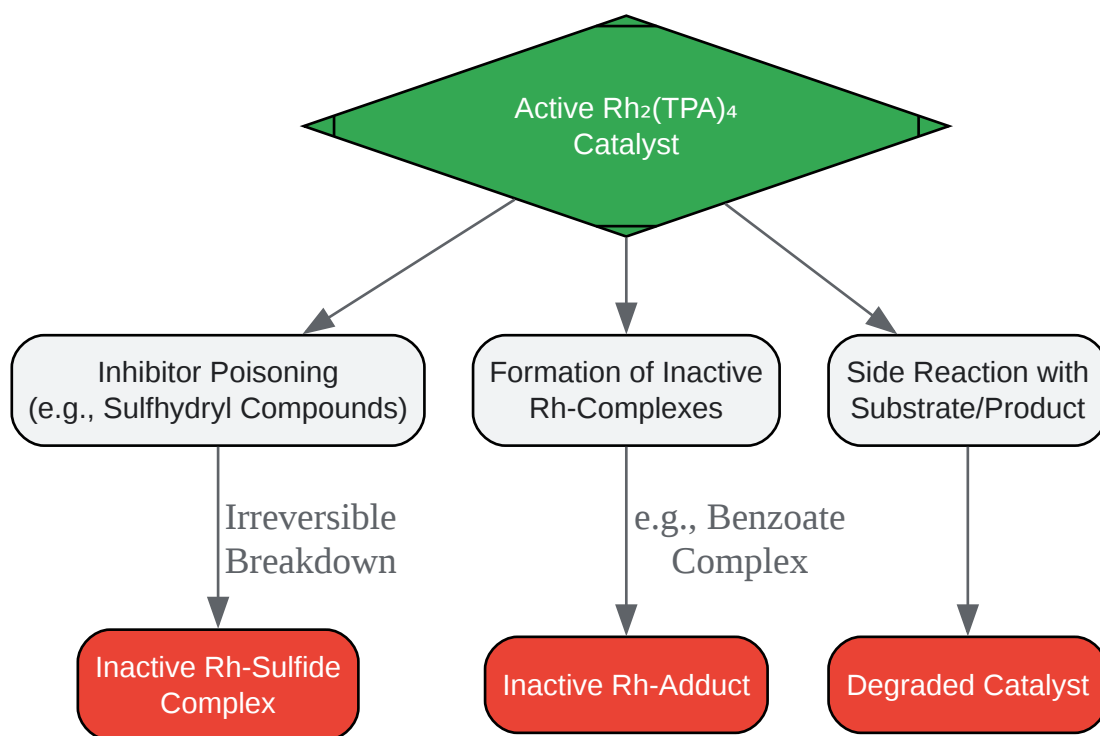 Active Rh₂(TPA)₄
Catalyst
Inhibitor Poisoning
(e.g., Sulfhydryl Compounds)
Formation of Inactive
Rh-Complexes
Side Reaction with
Substrate/Product
Irreversible
Breakdown
e.g., Benzoate
Complex
Inactive Rh-Sulfide
Complex
Inactive Rh-Adduct
Degraded Catalyst